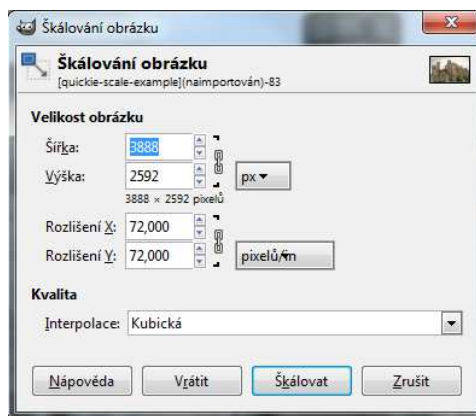 Škálování obrázku
Škálování obrázku
[quickie-scale-example](naimportován)-83
Velikost obrázku
Šířka: 3888
Výška: 2592 px
3888 × 2592 pixelů
Rozlišení X: 72,000
Rozlišení Y: 72,000 pixelů/in
Kvalita
Interpolace: Kubická
Nápověda Vrátit Škálovat Zrušit